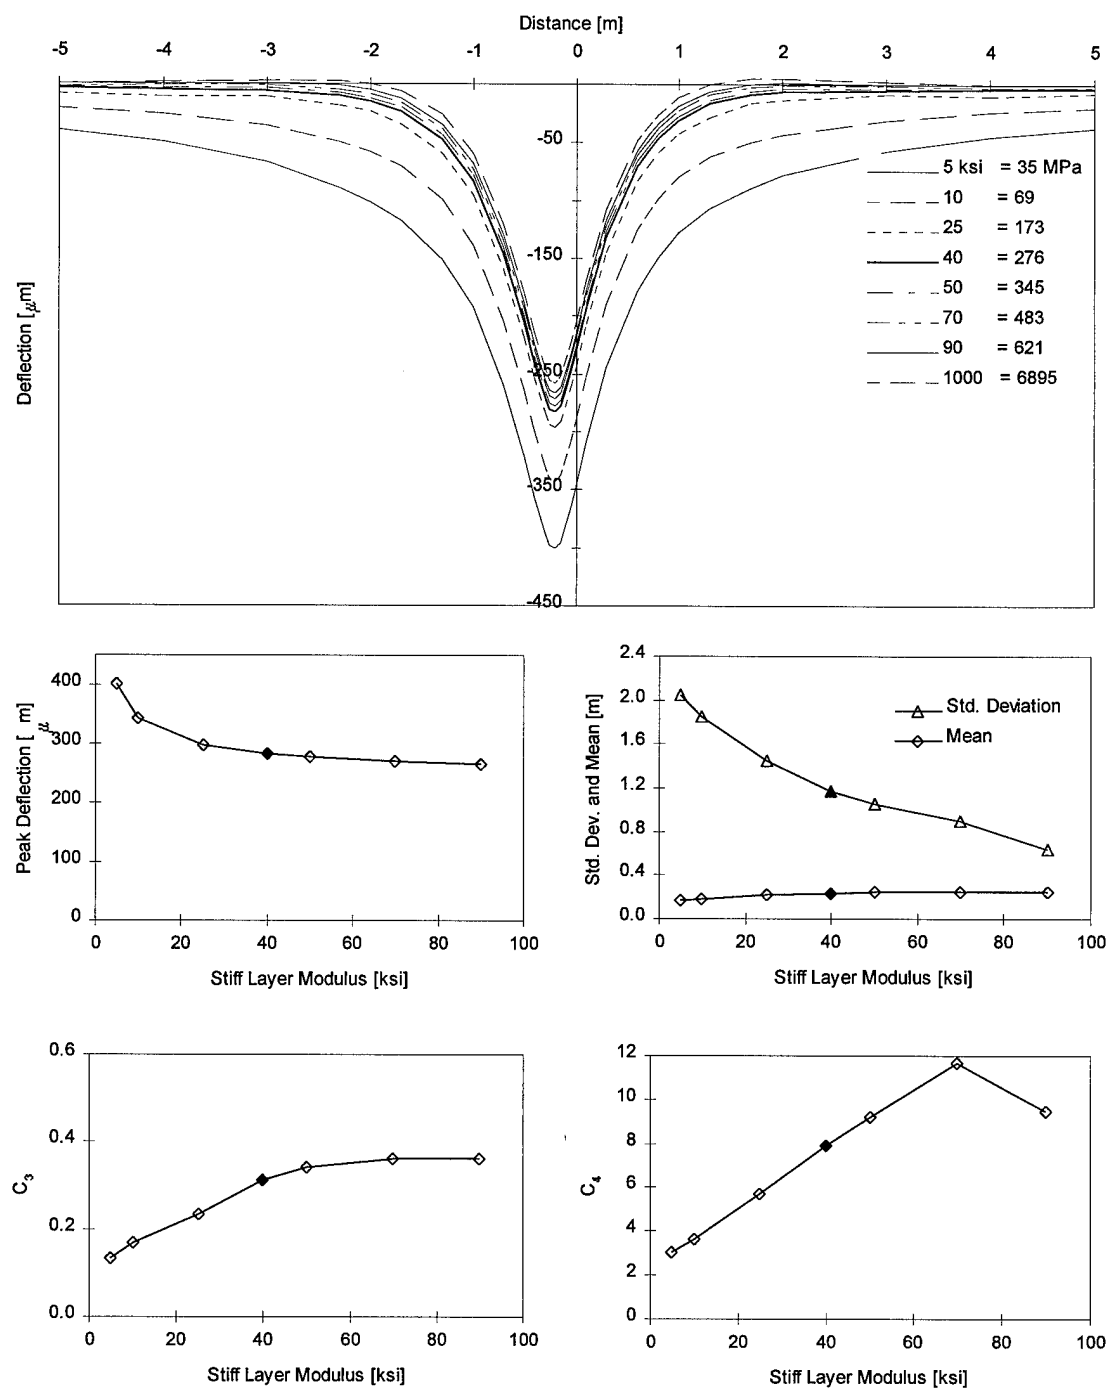 Distance [m]
-5 -4 -3 -2 -1 0 1 2 3 4 5
-50
-150
-250
-350
-450
Deflection [μm]
5 ksi = 35 MPa
10 = 69
25 = 173
40 = 276
50 = 345
70 = 483
90 = 621
1000 = 6895
400
300
200
100
0
Peak Deflection [ μm]
0 20 40 60 80 100
Stiff Layer Modulus [ksi]
2.4
2.0
1.6
1.2
0.8
0.4
0.0
Std. Dev. and Mean [m]
Std. Deviation
Mean
0 20 40 60 80 100
Stiff Layer Modulus [ksi]
0.6
0.4
0.2
0.0
C3
0 20 40 60 80 100
Stiff Layer Modulus [ksi]
12
10
8
6
4
2
0
C4
0 20 40 60 80 100
Stiff Layer Modulus [ksi]